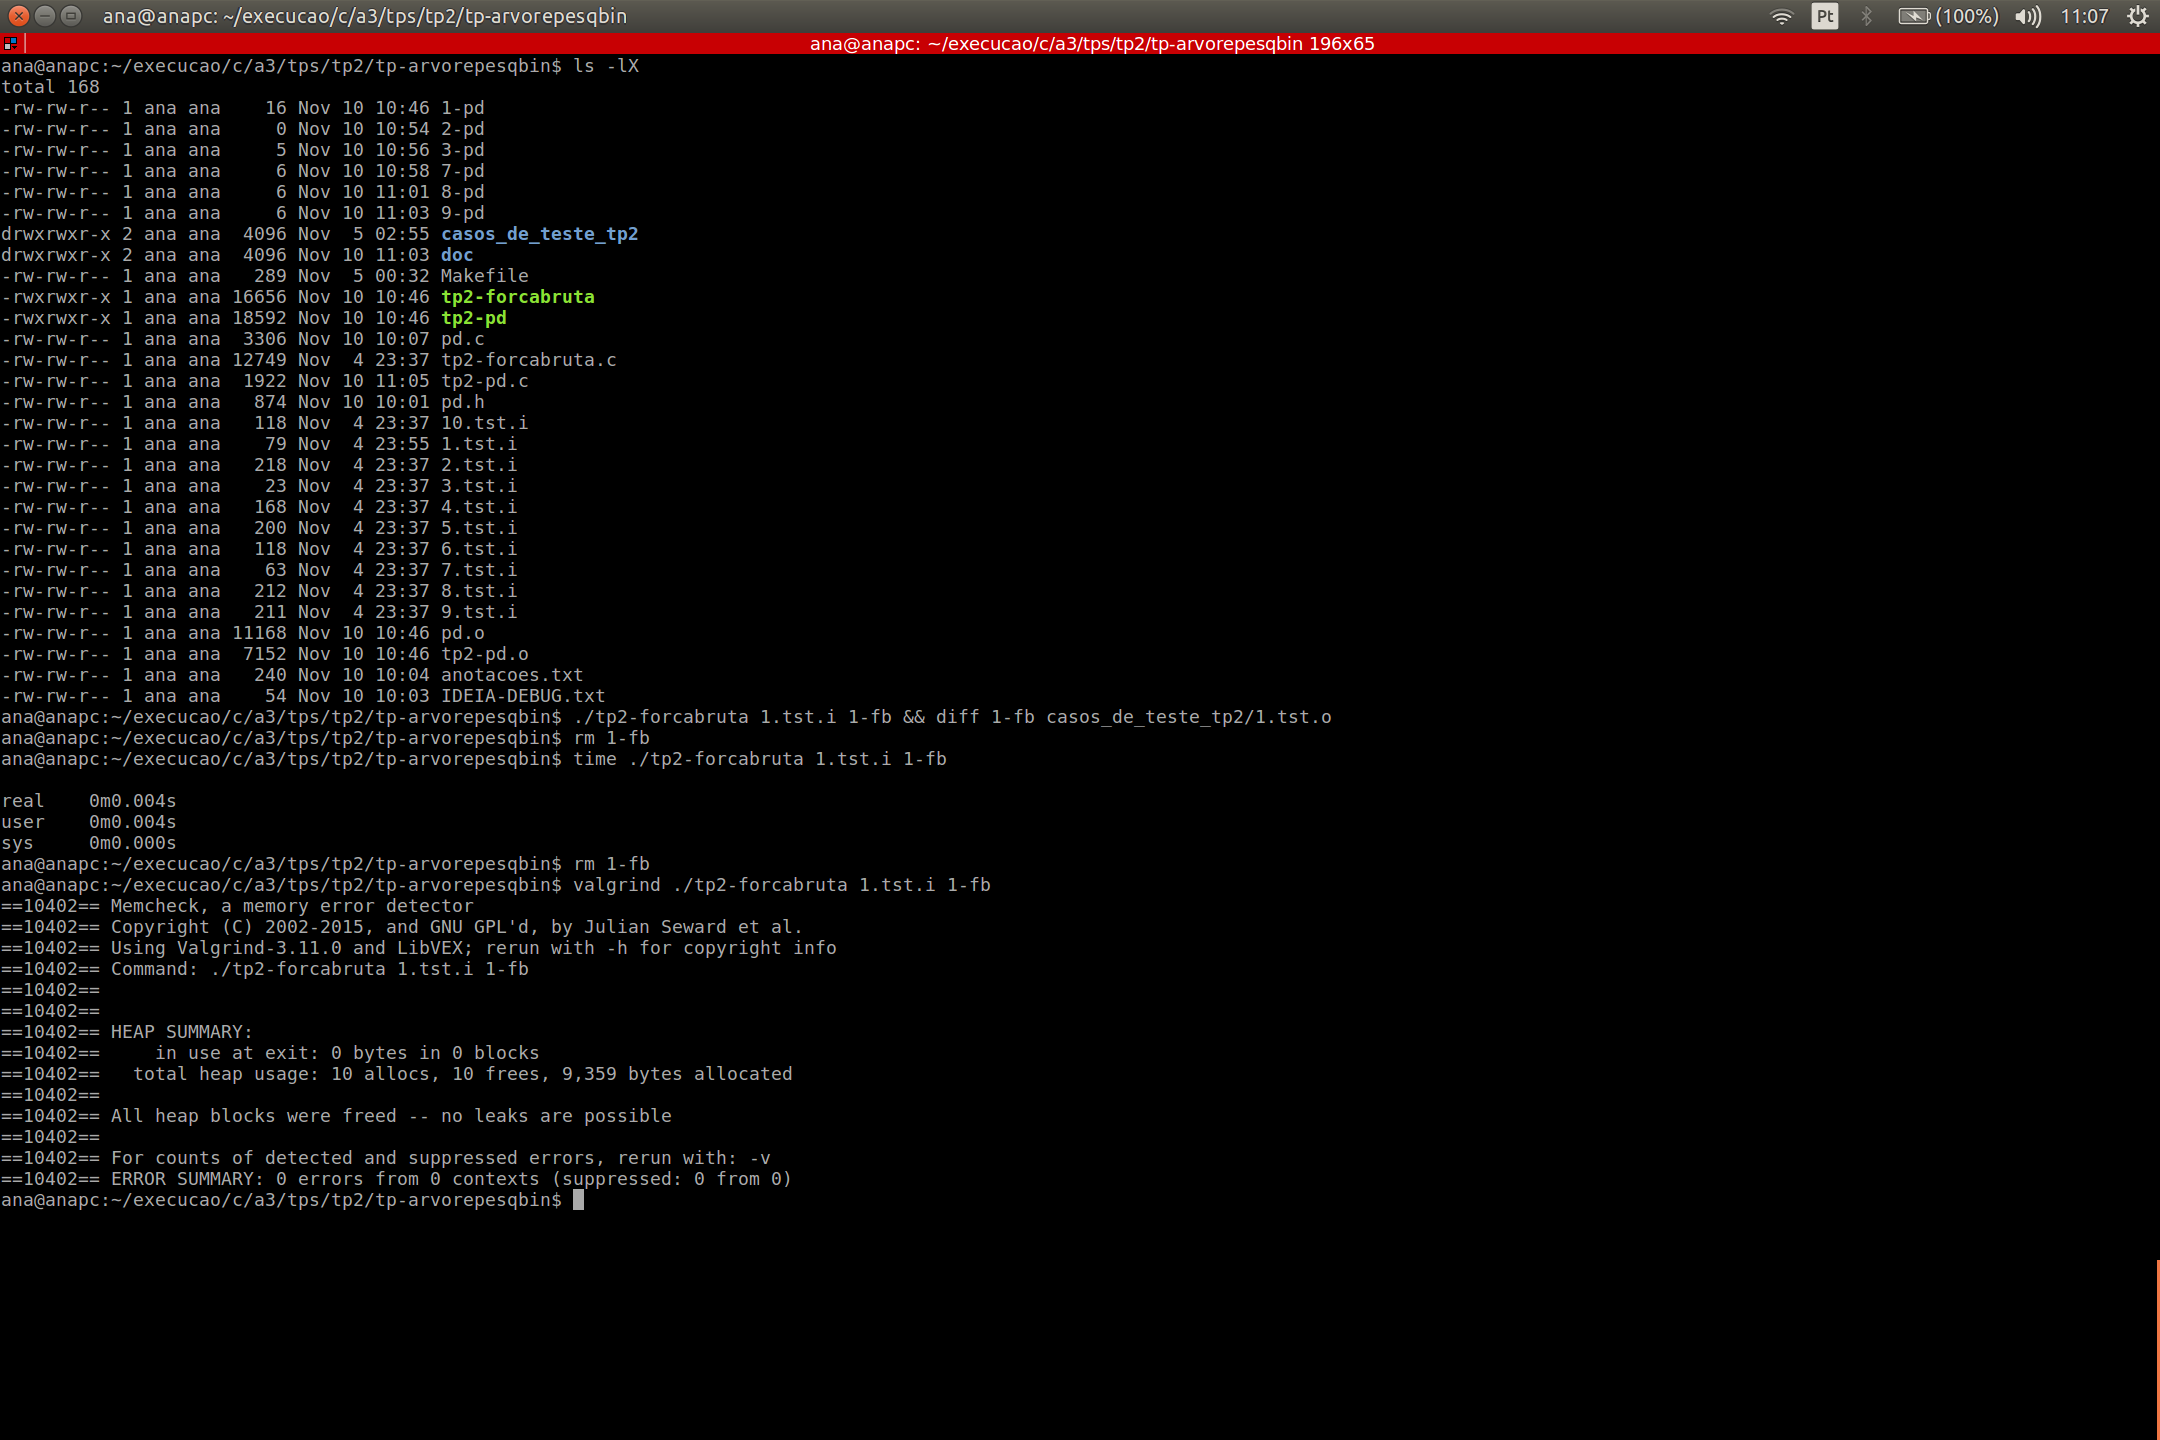 ana@anapc: ~/execucao/c/a3/tps/tp2/tp-arvorepesqbin
Pt (100%) 11:07
ana@anapc: ~/execucao/c/a3/tps/tp2/tp-arvorepesqbin 196x65
ana@anapc:~/execucao/c/a3/tps/tp2/tp-arvorepesqbin$ ls -lX
total 168
-rw-rw-r-- 1 ana ana    16 Nov 10 10:46 1-pd
-rw-rw-r-- 1 ana ana     0 Nov 10 10:54 2-pd
-rw-rw-r-- 1 ana ana     5 Nov 10 10:56 3-pd
-rw-rw-r-- 1 ana ana     6 Nov 10 10:58 7-pd
-rw-rw-r-- 1 ana ana     6 Nov 10 11:01 8-pd
-rw-rw-r-- 1 ana ana     6 Nov 10 11:03 9-pd
drwxrwxr-x 2 ana ana  4096 Nov  5 02:55 casos_de_teste_tp2
drwxrwxr-x 2 ana ana  4096 Nov 10 11:03 doc
-rw-rw-r-- 1 ana ana   289 Nov  5 00:32 Makefile
-rwxrwxr-x 1 ana ana 16656 Nov 10 10:46 tp2-forcabruta
-rwxrwxr-x 1 ana ana 18592 Nov 10 10:46 tp2-pd
-rw-rw-r-- 1 ana ana  3306 Nov 10 10:07 pd.c
-rw-rw-r-- 1 ana ana 12749 Nov  4 23:37 tp2-forcabruta.c
-rw-rw-r-- 1 ana ana  1922 Nov 10 11:05 tp2-pd.c
-rw-rw-r-- 1 ana ana   874 Nov 10 10:01 pd.h
-rw-rw-r-- 1 ana ana   118 Nov  4 23:37 10.tst.i
-rw-rw-r-- 1 ana ana    79 Nov  4 23:55 1.tst.i
-rw-rw-r-- 1 ana ana   218 Nov  4 23:37 2.tst.i
-rw-rw-r-- 1 ana ana    23 Nov  4 23:37 3.tst.i
-rw-rw-r-- 1 ana ana   168 Nov  4 23:37 4.tst.i
-rw-rw-r-- 1 ana ana   200 Nov  4 23:37 5.tst.i
-rw-rw-r-- 1 ana ana   118 Nov  4 23:37 6.tst.i
-rw-rw-r-- 1 ana ana    63 Nov  4 23:37 7.tst.i
-rw-rw-r-- 1 ana ana   212 Nov  4 23:37 8.tst.i
-rw-rw-r-- 1 ana ana   211 Nov  4 23:37 9.tst.i
-rw-rw-r-- 1 ana ana 11168 Nov 10 10:46 pd.o
-rw-rw-r-- 1 ana ana  7152 Nov 10 10:46 tp2-pd.o
-rw-rw-r-- 1 ana ana   240 Nov 10 10:04 anotacoes.txt
-rw-rw-r-- 1 ana ana    54 Nov 10 10:03 IDEIA-DEBUG.txt
ana@anapc:~/execucao/c/a3/tps/tp2/tp-arvorepesqbin$ ./tp2-forcabruta 1.tst.i 1-fb && diff 1-fb casos_de_teste_tp2/1.tst.o
ana@anapc:~/execucao/c/a3/tps/tp2/tp-arvorepesqbin$ rm 1-fb
ana@anapc:~/execucao/c/a3/tps/tp2/tp-arvorepesqbin$ time ./tp2-forcabruta 1.tst.i 1-fb

real    0m0.004s
user    0m0.004s
sys     0m0.000s
ana@anapc:~/execucao/c/a3/tps/tp2/tp-arvorepesqbin$ rm 1-fb
ana@anapc:~/execucao/c/a3/tps/tp2/tp-arvorepesqbin$ valgrind ./tp2-forcabruta 1.tst.i 1-fb
==10402== Memcheck, a memory error detector
==10402== Copyright (C) 2002-2015, and GNU GPL'd, by Julian Seward et al.
==10402== Using Valgrind-3.11.0 and LibVEX; rerun with -h for copyright info
==10402== Command: ./tp2-forcabruta 1.tst.i 1-fb
==10402==
==10402==
==10402== HEAP SUMMARY:
==10402==     in use at exit: 0 bytes in 0 blocks
==10402==   total heap usage: 10 allocs, 10 frees, 9,359 bytes allocated
==10402==
==10402== All heap blocks were freed -- no leaks are possible
==10402==
==10402== For counts of detected and suppressed errors, rerun with: -v
==10402== ERROR SUMMARY: 0 errors from 0 contexts (suppressed: 0 from 0)
ana@anapc:~/execucao/c/a3/tps/tp2/tp-arvorepesqbin$